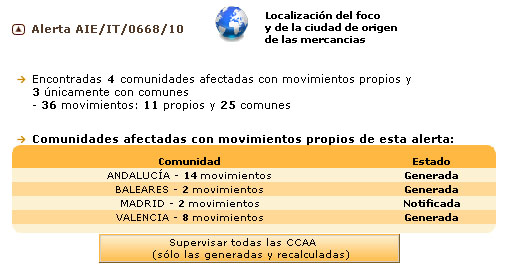 Alerta AIE/IT/0668/10
Localización del foco
y de la ciudad de origen
de las mercancias
Encontradas 4 comunidades afectadas con movimientos propios y
3 únicamente con comunes
- 36 movimientos: 11 propios y 25 comunes
Comunidades afectadas con movimientos propios de esta alerta:
Comunidad Estado
ANDALUCÍA - 14 movimientos Generada
BALEARES - 2 movimientos Generada
MADRID - 2 movimientos Notificada
VALENCIA - 8 movimientos Generada
Supervisar todas las CCAA
(sólo las generadas y recalculadas)